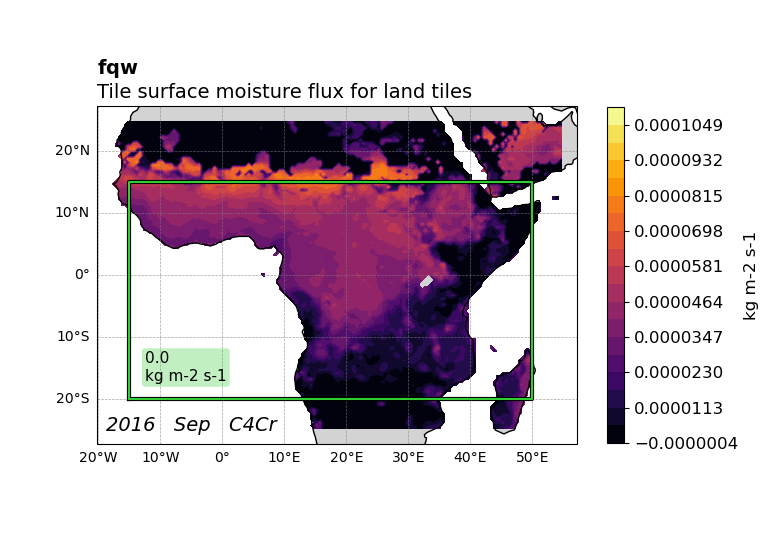 fqw
Tile surface moisture flux for land tiles
20°N
10°N
0°
10°S
20°S
20°W 10°W 0° 10°E 20°E 30°E 40°E 50°E
0.0
kg m-2 s-1
2016 Sep C4Cr
0.0001049
0.0000932
0.0000815
0.0000698
0.0000581
0.0000464
0.0000347
0.0000230
0.0000113
−0.0000004
kg m-2 s-1